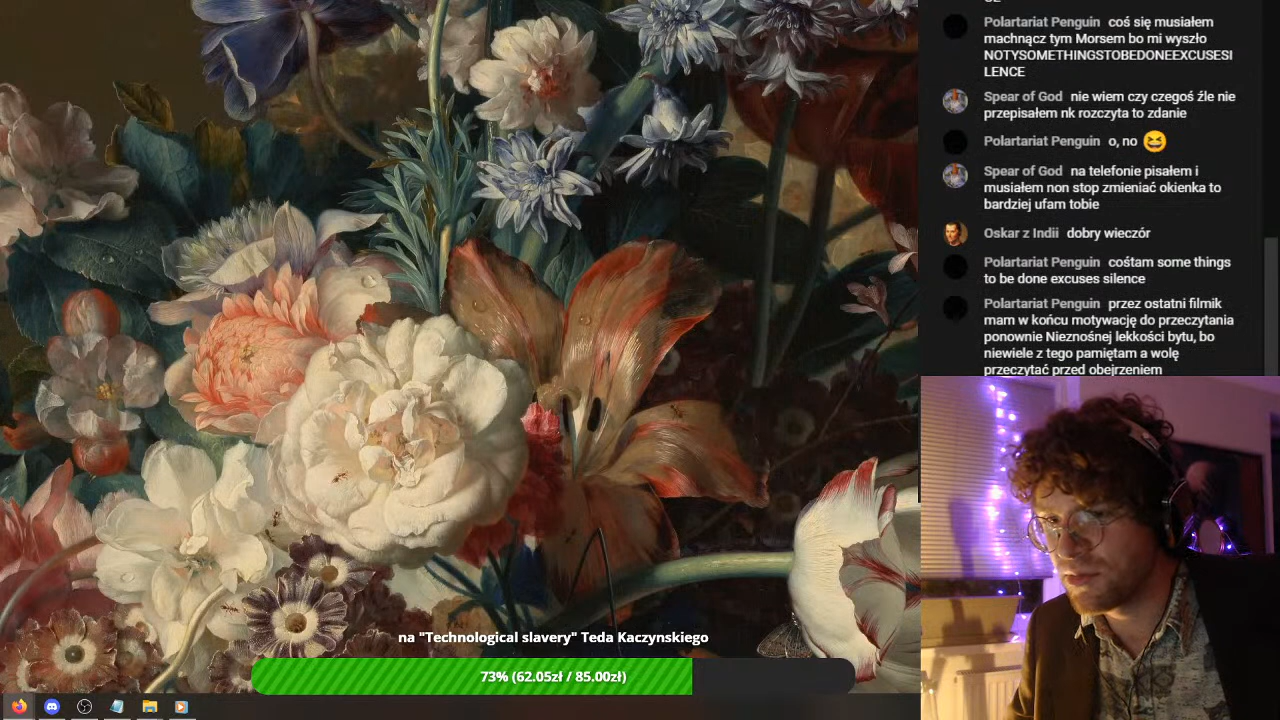 Polartariat Penguin coś się musiałem
machnącz tym Morsem bo mi wyszło
NOTYSOMETHINGSTOBEDONEEXCUSESI
LENCE
Spear of God nie wiem czy czegoś źle nie
przepisałem nk rozczyta to zdanie
Polartariat Penguin o, no 😆
Spear of God na telefonie pisałem i
musiałem non stop zmieniać okienka to
bardziej ufam tobie
Oskar z Indii dobry wieczór
Polartariat Penguin cośtam some things
to be done excuses silence
Polartariat Penguin przez ostatni filmik
mam w końcu motywację do przeczytania
ponownie Nieznośnej lekkości bytu, bo
niewiele z tego pamiętam a wolę
przeczytać przed obejrzeniem
na "Technological slavery" Teda Kaczynskiego
73% (62.05zł / 85.00zł)